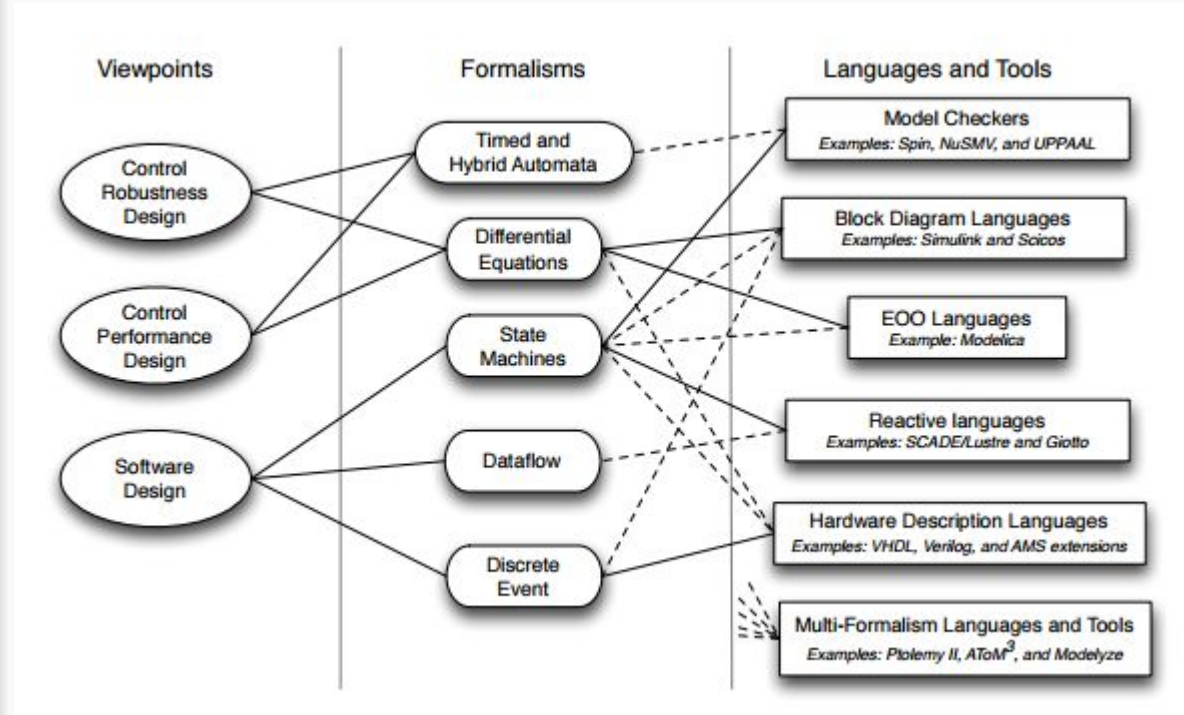 Viewpoints
Formalisms
Languages and Tools
Control
Robustness
Design
Control
Performance
Design
Software
Design
Timed and
Hybrid Automata
Differential
Equations
State
Machines
Dataflow
Discrete
Event
Model Checkers
Examples: Spin, NuSMV, and UPPAAL
Block Diagram Languages
Examples: Simulink and Scicos
EOO Languages
Example: Modelica
Reactive languages
Examples: SCADE/Lustre and Giotto
Hardware Description Languages
Examples: VHDL, Verilog, and AMS extensions
Multi-Formalism Languages and Tools
Examples: Ptolemy II, AToM³, and Modelyze